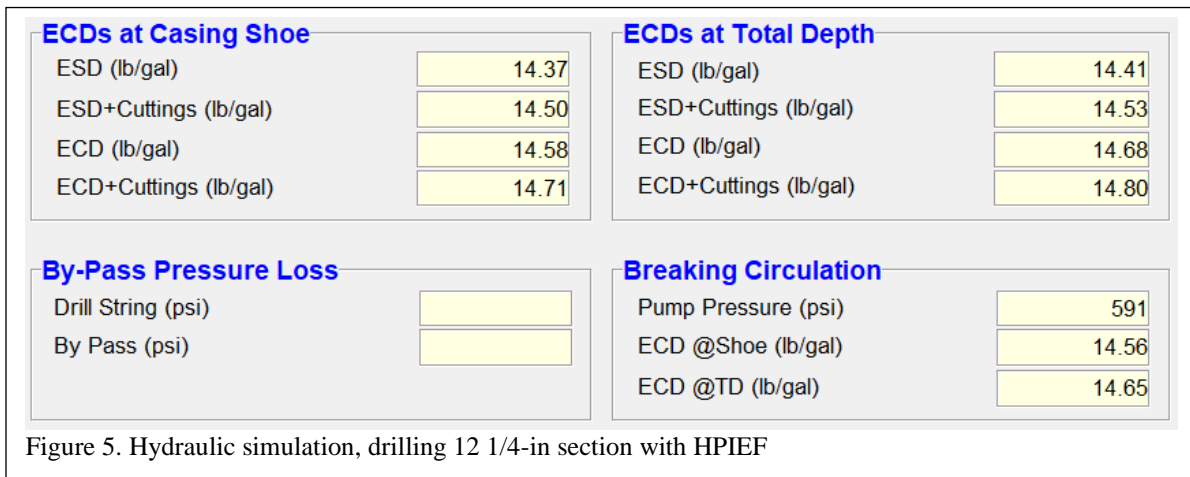 ECDs at Casing Shoe
ESD (lb/gal) 14.37
ESD+Cuttings (lb/gal) 14.50
ECD (lb/gal) 14.58
ECD+Cuttings (lb/gal) 14.71
ECDs at Total Depth
ESD (lb/gal) 14.41
ESD+Cuttings (lb/gal) 14.53
ECD (lb/gal) 14.68
ECD+Cuttings (lb/gal) 14.80
By-Pass Pressure Loss
Drill String (psi)
By Pass (psi)
Breaking Circulation
Pump Pressure (psi) 591
ECD @Shoe (lb/gal) 14.56
ECD @TD (lb/gal) 14.65
Figure 5. Hydraulic simulation, drilling 12 1/4-in section with HPIEF